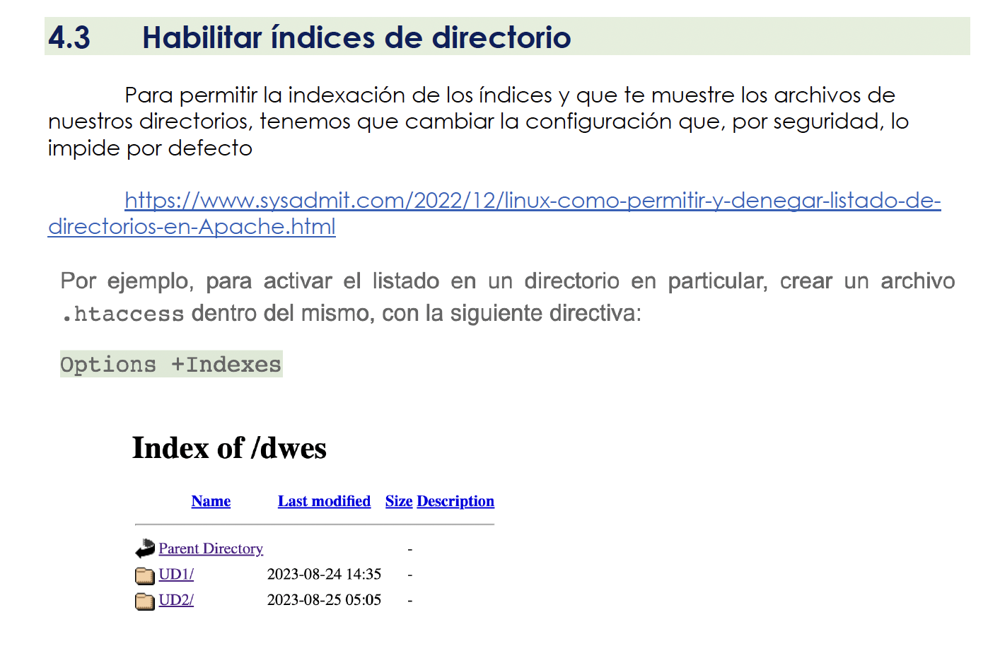 4.3 Habilitar índices de directorio
Para permitir la indexación de los índices y que te muestre los archivos de
nuestros directorios, tenemos que cambiar la configuración que, por seguridad, lo
impide por defecto
https://www.sysadmit.com/2022/12/linux-como-permitir-y-denegar-listado-de-
directorios-en-Apache.html
Por ejemplo, para activar el listado en un directorio en particular, crear un archivo
.htaccess dentro del mismo, con la siguiente directiva:
Options +Indexes
Index of /dwes
Name Last modified Size Description
Parent Directory -
UD1/ 2023-08-24 14:35 -
UD2/ 2023-08-25 05:05 -